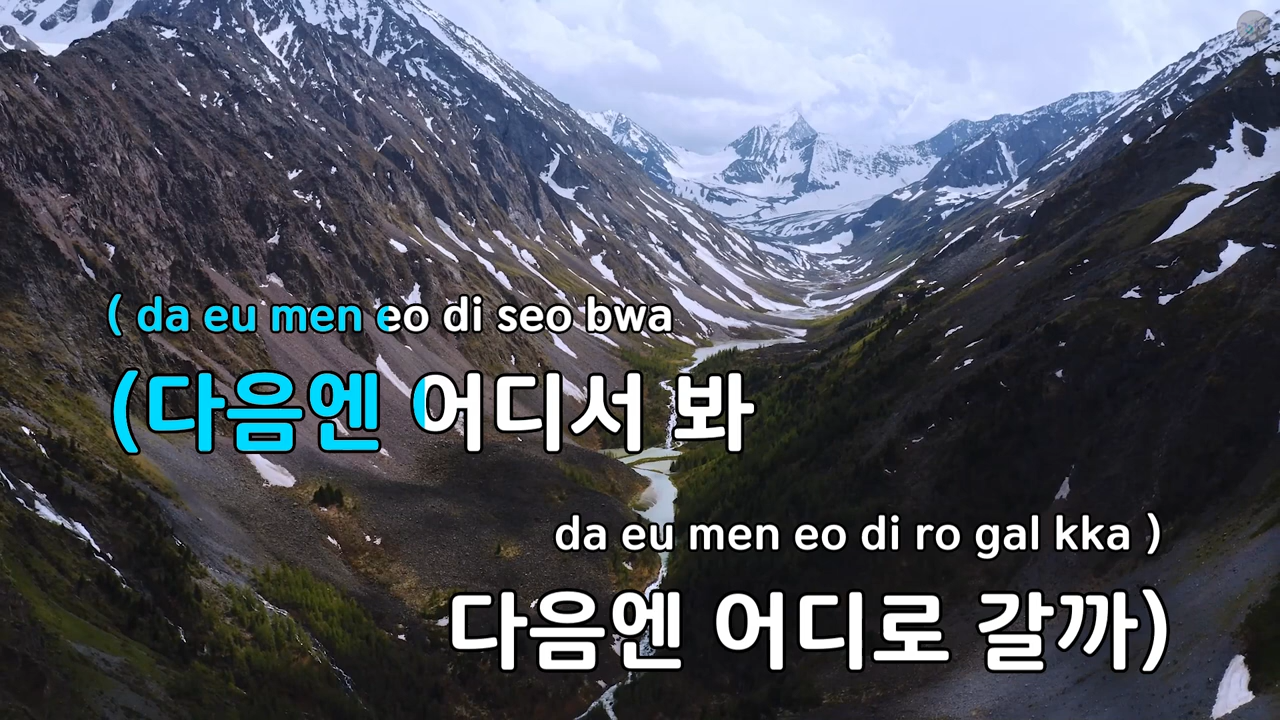 ( da eu men eo di seo bwa
(다음엔 어디서 봐
da eu men eo di ro gal kka )
다음엔 어디로 갈까)